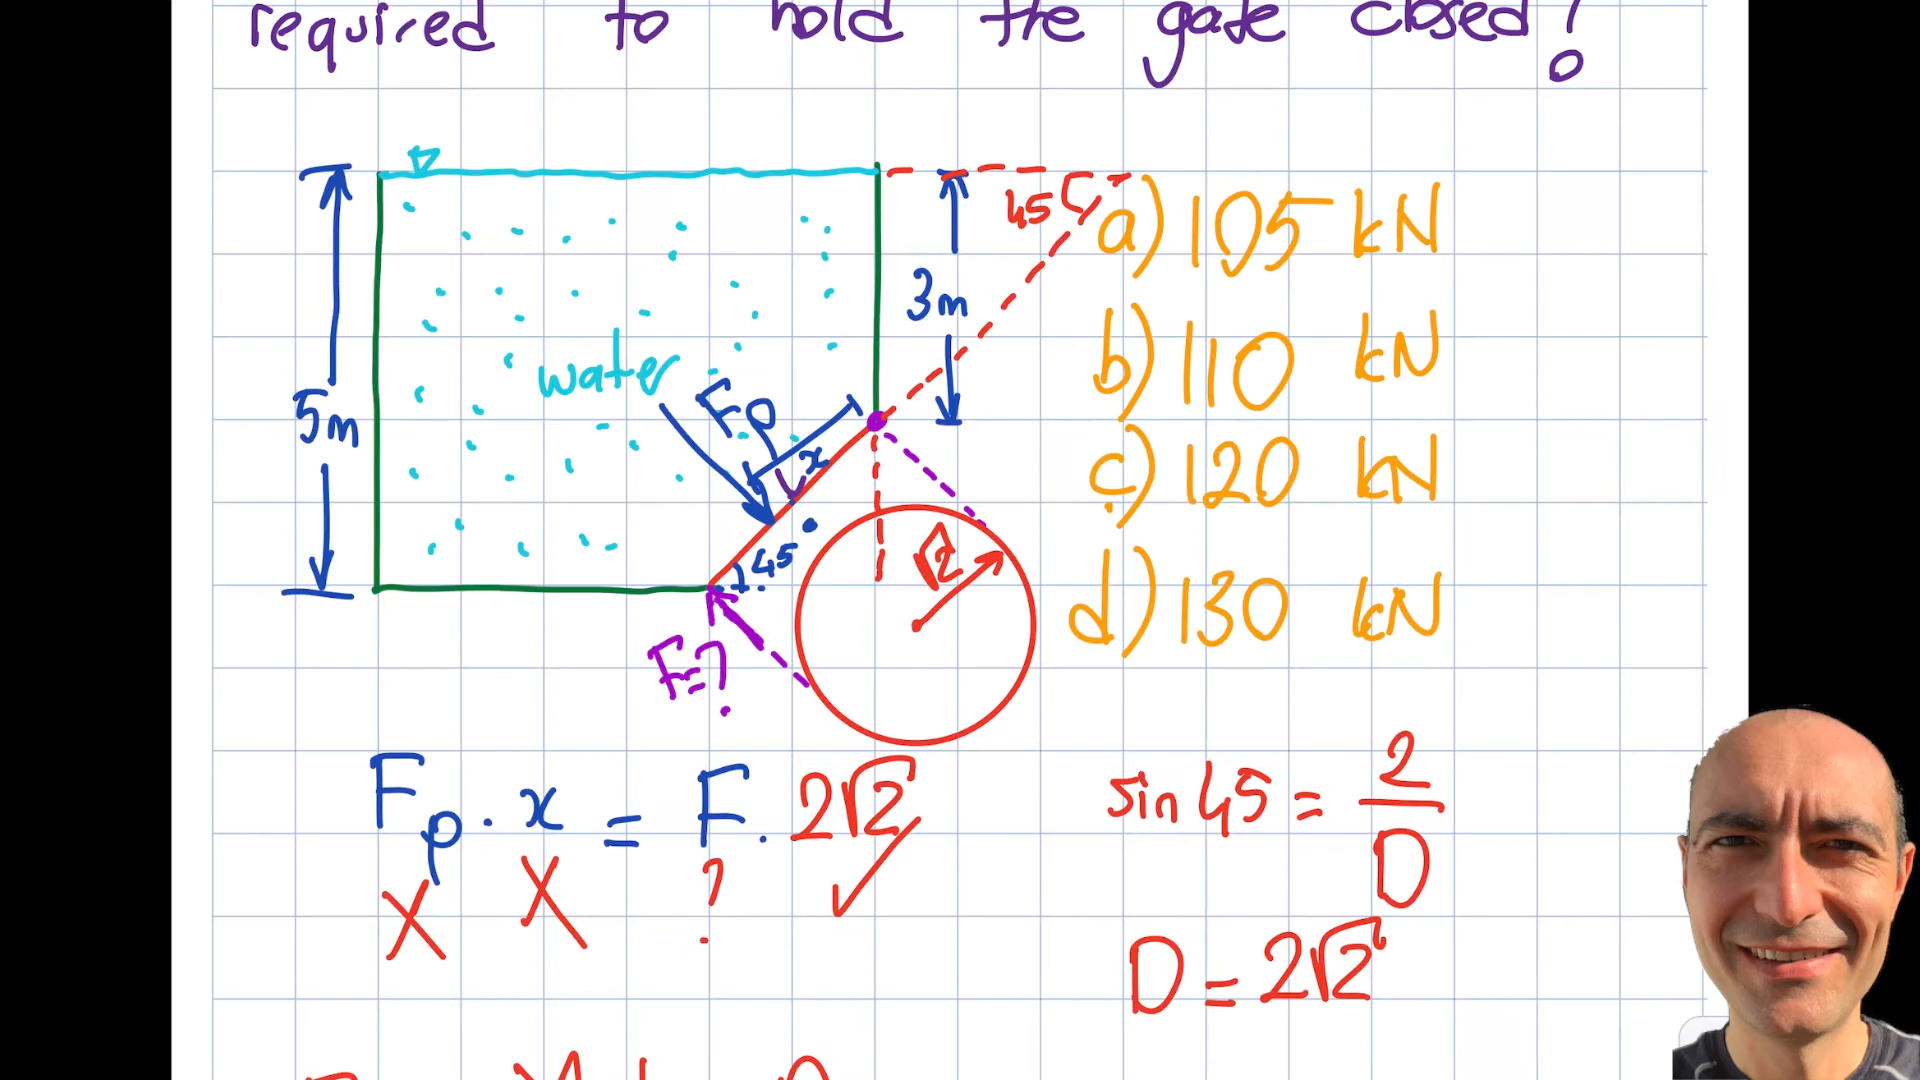 required to hold the gate closed?
45
a) 105 kN
3m
b) 110 kN
water
Fp
5m
x
c) 120 kN
√2
45°
d) 130 kN
F=?
Fp . x = F . 2√2
?
sin 45 = 2/D
D = 2√2